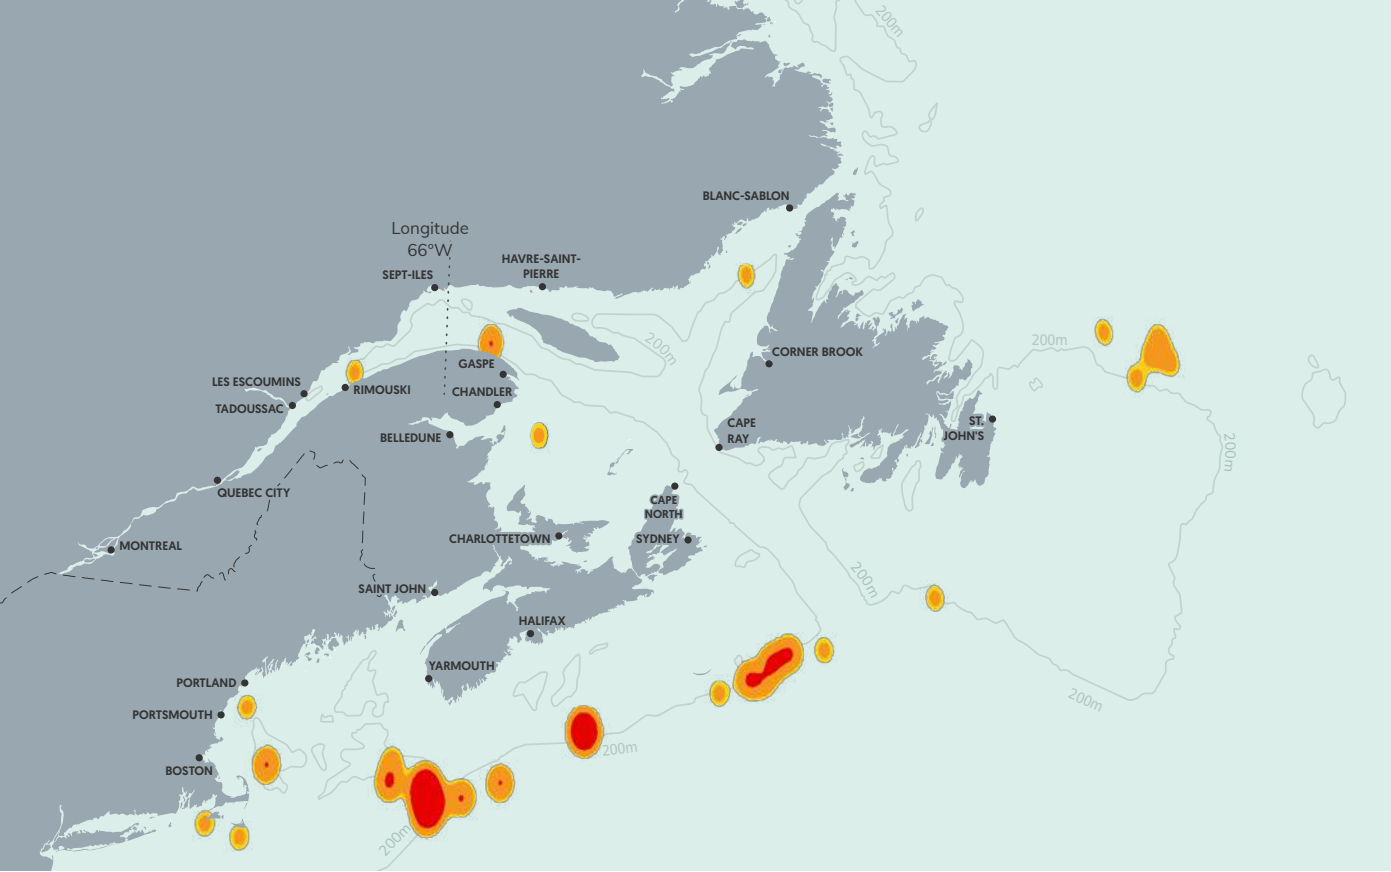 200m
BLANC-SABLON
Longitude
66°W
HAVRE-SAINT-
PIERRE
SEPT-ILES
200m
200m
CORNER BROOK
GASPE
LES ESCOUMINS
RIMOUSKI
CHANDLER
TADOUSSAC
CAPE
RAY
ST.
JOHN'S
BELLEDUNE
200m
QUEBEC CITY
CAPE
NORTH
MONTREAL
CHARLOTTETOWN
SYDNEY
200m
SAINT JOHN
HALIFAX
YARMOUTH
PORTLAND
200m
PORTSMOUTH
200m
BOSTON
200m